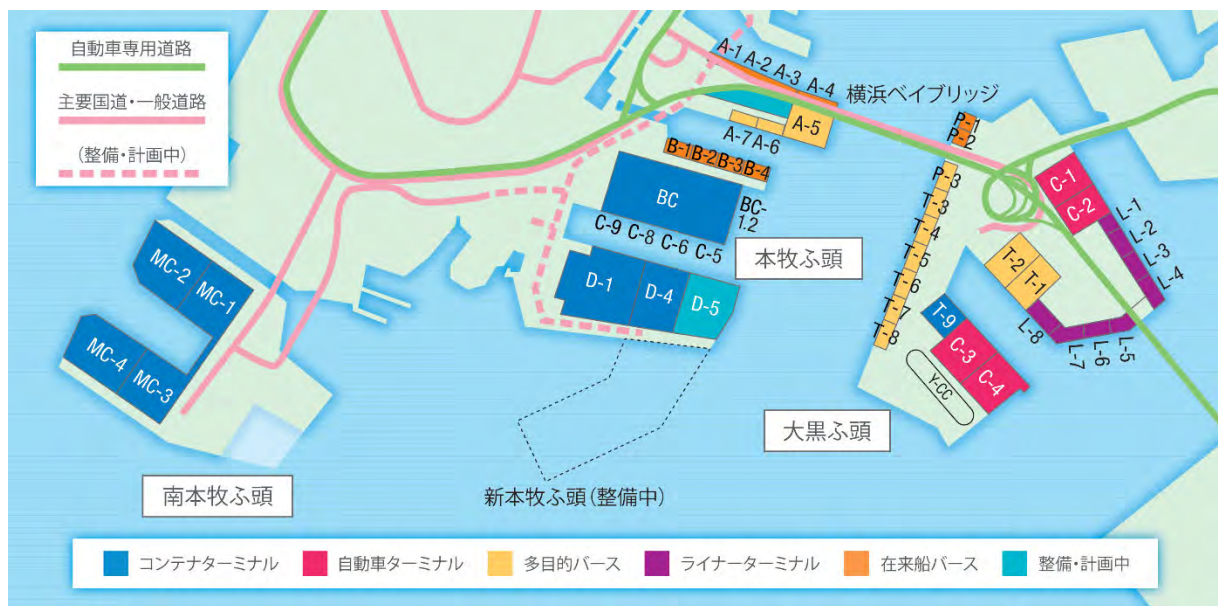 自動車専用道路
主要国道・一般道路
(整備・計画中)
A-1
A-2
A-3
A-4
横浜ベイブリッジ
A-5
A-7
A-6
B-1
B-2
B-3
B-4
BC
BC-
1.2
C-9
C-8
C-6
C-5
本牧ふ頭
D-1
D-4
D-5
MC-2
MC-1
MC-4
MC-3
南本牧ふ頭
新本牧ふ頭(整備中)
P-1
P-2
P-3
T-3
T-4
T-5
T-6
T-7
T-8
C-1
C-2
L-1
L-2
L-3
L-4
T-2
T-1
L-8
L-7
L-6
L-5
T-9
C-3
C-4
Y-CC
大黒ふ頭
コンテナターミナル
自動車ターミナル
多目的バース
ライナーターミナル
在来船バース
整備・計画中